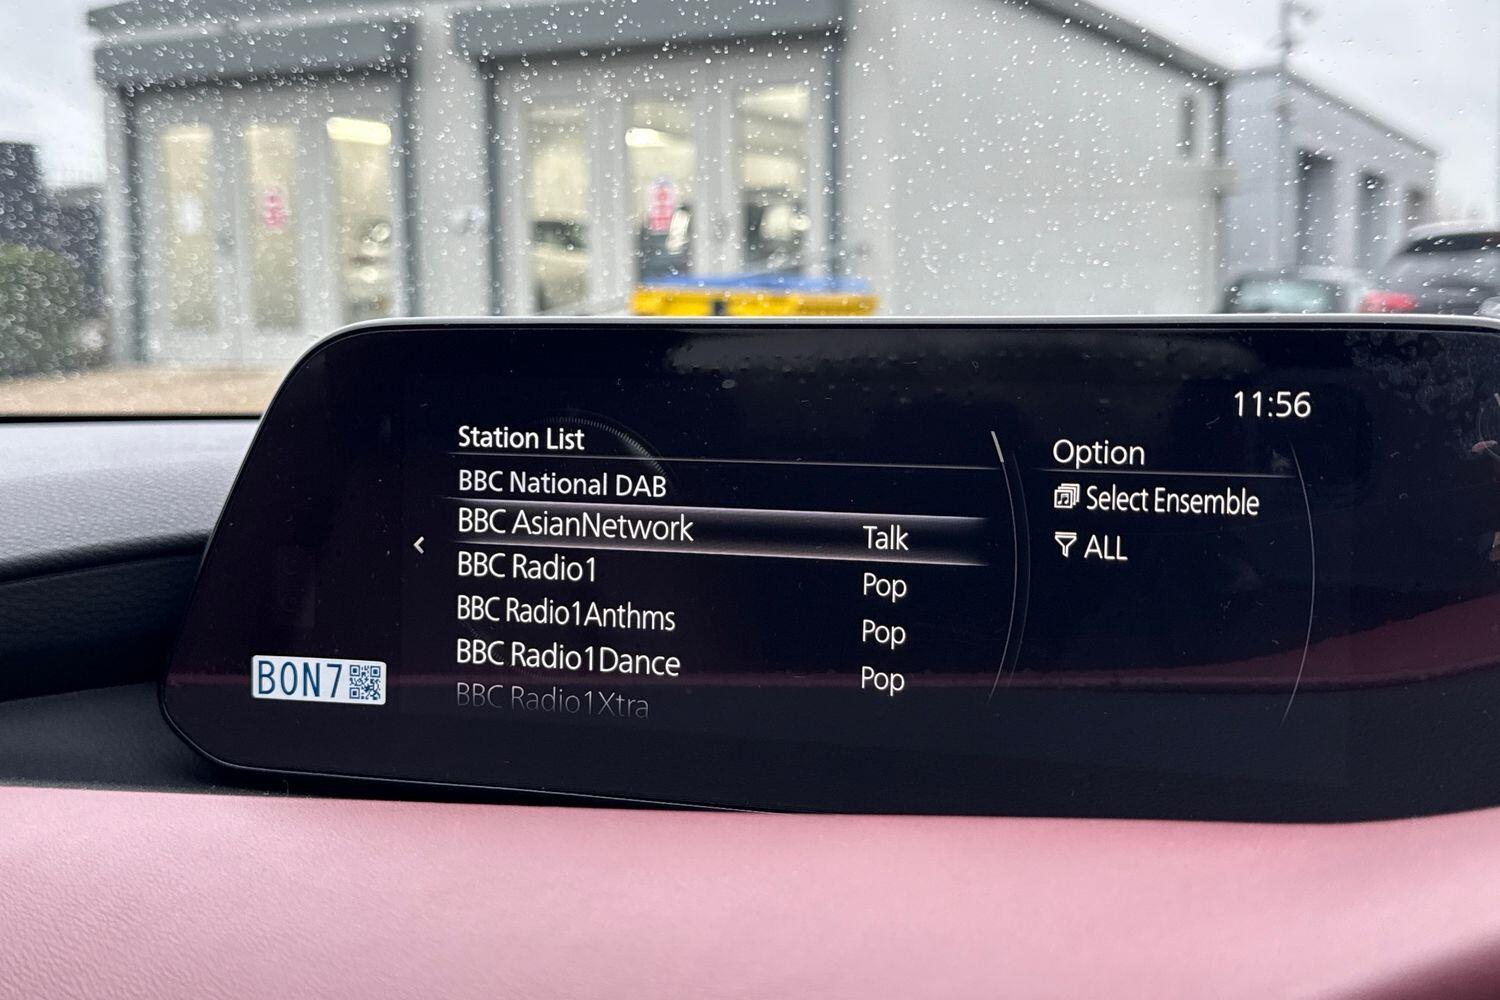 11:56
Station List
BBC National DAB
BBC AsianNetwork Talk
BBC Radio1 Pop
BBC Radio1Anthms Pop
BBC Radio1Dance Pop
BBC Radio1Xtra
Option
Select Ensemble
ALL
BON7